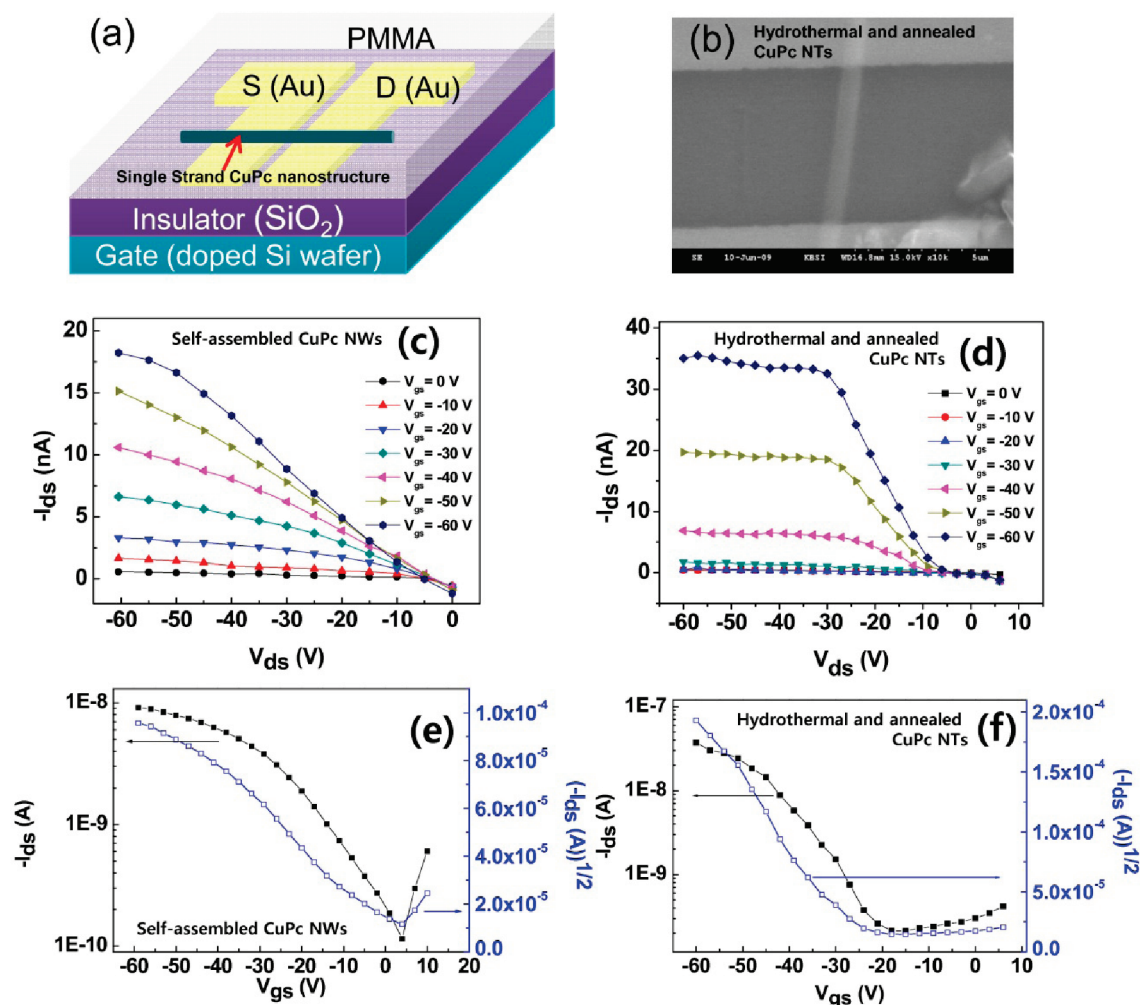 (a)
PMMA
S (Au)
D (Au)
Single Strand CuPc nanostructure
Insulator (SiO₂)
Gate (doped Si wafer)
(b)
Hydrothermal and annealed
CuPc NTs
SE 10-Jun-09 KBSI WD14.8mm 15.0kV x10k 5um
20
15
10
5
0
-Ids (nA)
Self-assembled CuPc NWs
(c)
Vgs = 0 V
Vgs = -10 V
Vgs = -20 V
Vgs = -30 V
Vgs = -40 V
Vgs = -50 V
Vgs = -60 V
-60 -50 -40 -30 -20 -10 0
Vds (V)
40
30
20
10
0
-Ids (nA)
Hydrothermal and annealed
CuPc NTs
(d)
Vgs = 0 V
Vgs = -10 V
Vgs = -20 V
Vgs = -30 V
Vgs = -40 V
Vgs = -50 V
Vgs = -60 V
-60 -50 -40 -30 -20 -10 0 10
Vds (V)
1E-8
1E-9
1E-10
-Ids (A)
(e)
Self-assembled CuPc NWs
1.0x10⁻⁴
8.0x10⁻⁵
6.0x10⁻⁵
4.0x10⁻⁵
2.0x10⁻⁵
0.0
(-Ids (A))1/2
-60 -50 -40 -30 -20 -10 0 10 20
Vgs (V)
1E-7
1E-8
1E-9
-Ids (A)
Hydrothermal and annealed
CuPc NTs
(f)
2.0x10⁻⁴
1.5x10⁻⁴
1.0x10⁻⁴
5.0x10⁻⁵
0.0
(-Ids (A))1/2
-60 -50 -40 -30 -20 -10 0 10
Vgs (V)